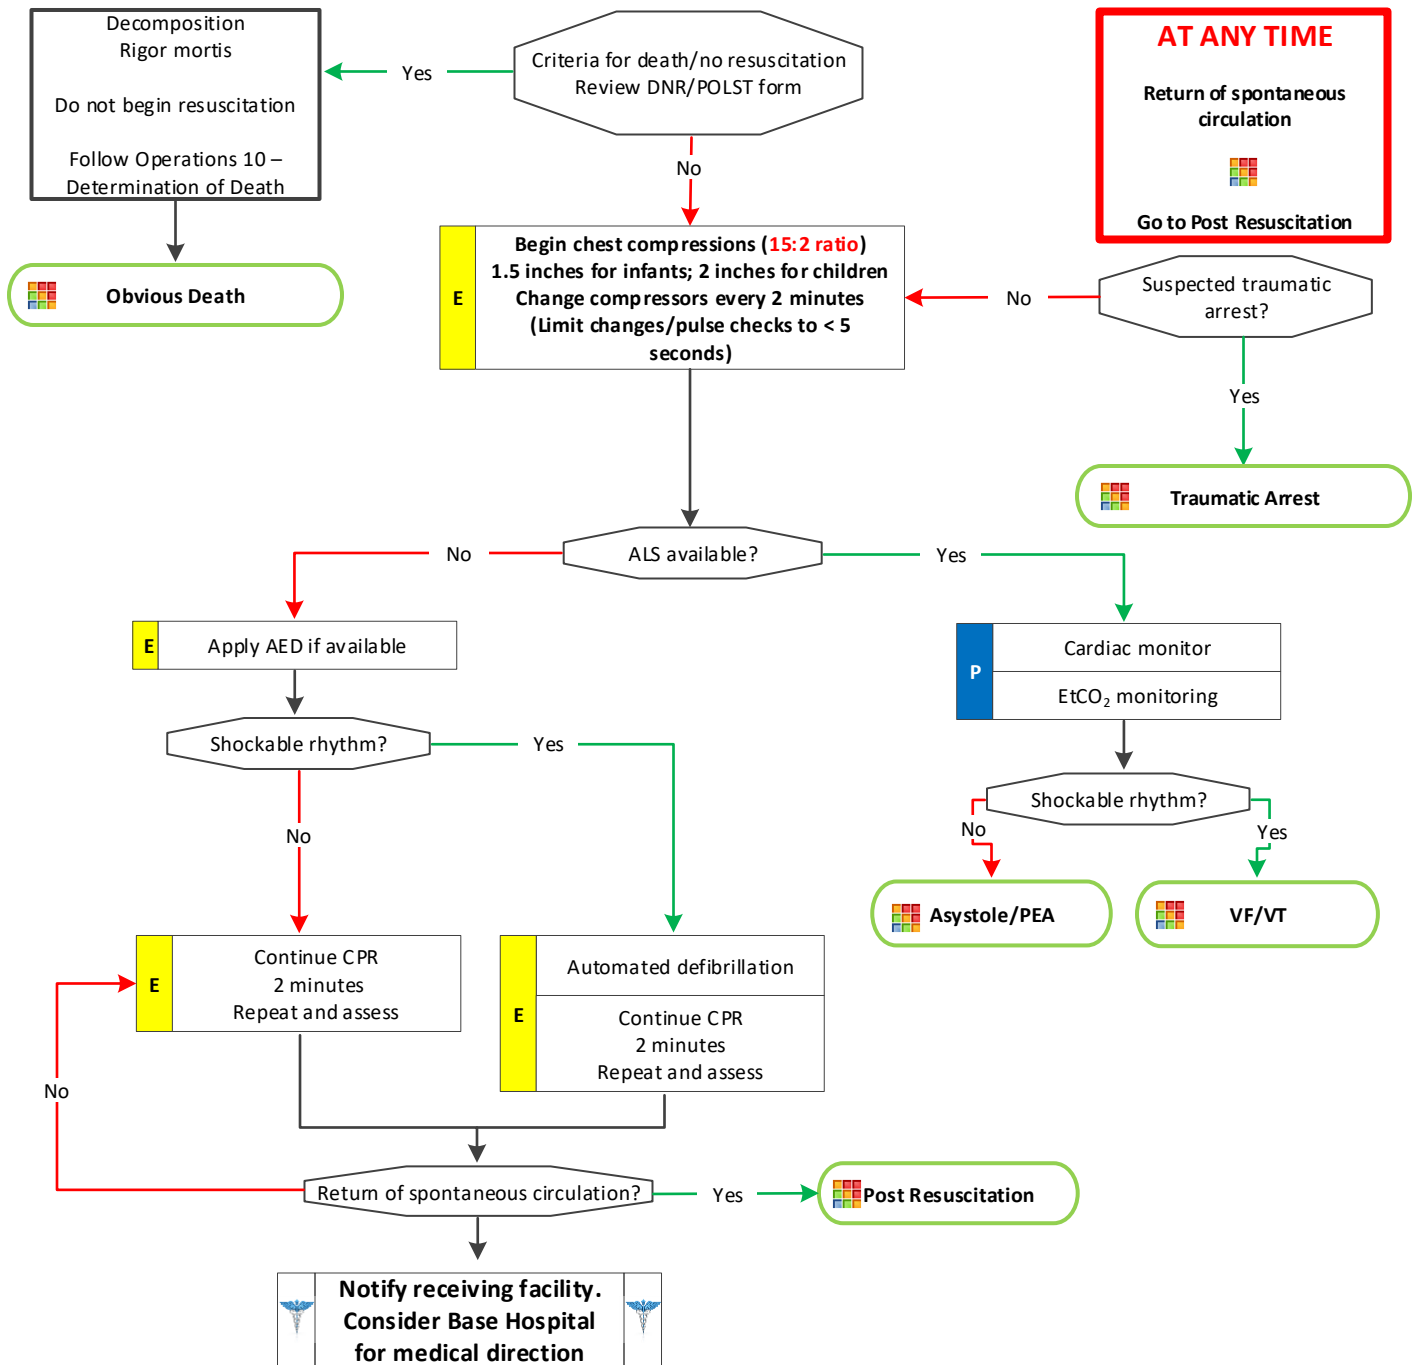 Decomposition
Rigor mortis
Do not begin resuscitation
Follow Operations 10 –
Determination of Death
Yes
Criteria for death/no resuscitation
Review DNR/POLST form
AT ANY TIME
Return of spontaneous
circulation
Go to Post Resuscitation
No
Obvious Death
E
Begin chest compressions (15:2 ratio)
1.5 inches for infants; 2 inches for children
Change compressors every 2 minutes
(Limit changes/pulse checks to < 5
seconds)
No
Suspected traumatic
arrest?
Yes
Traumatic Arrest
No
ALS available?
Yes
E
Apply AED if available
P
Cardiac monitor
EtCO₂ monitoring
Shockable rhythm?
Yes
Shockable rhythm?
No
No
Yes
Asystole/PEA
VF/VT
E
Continue CPR
2 minutes
Repeat and assess
E
Automated defibrillation
Continue CPR
2 minutes
Repeat and assess
No
Return of spontaneous circulation?
Yes
Post Resuscitation
Notify receiving facility.
Consider Base Hospital
for medical direction